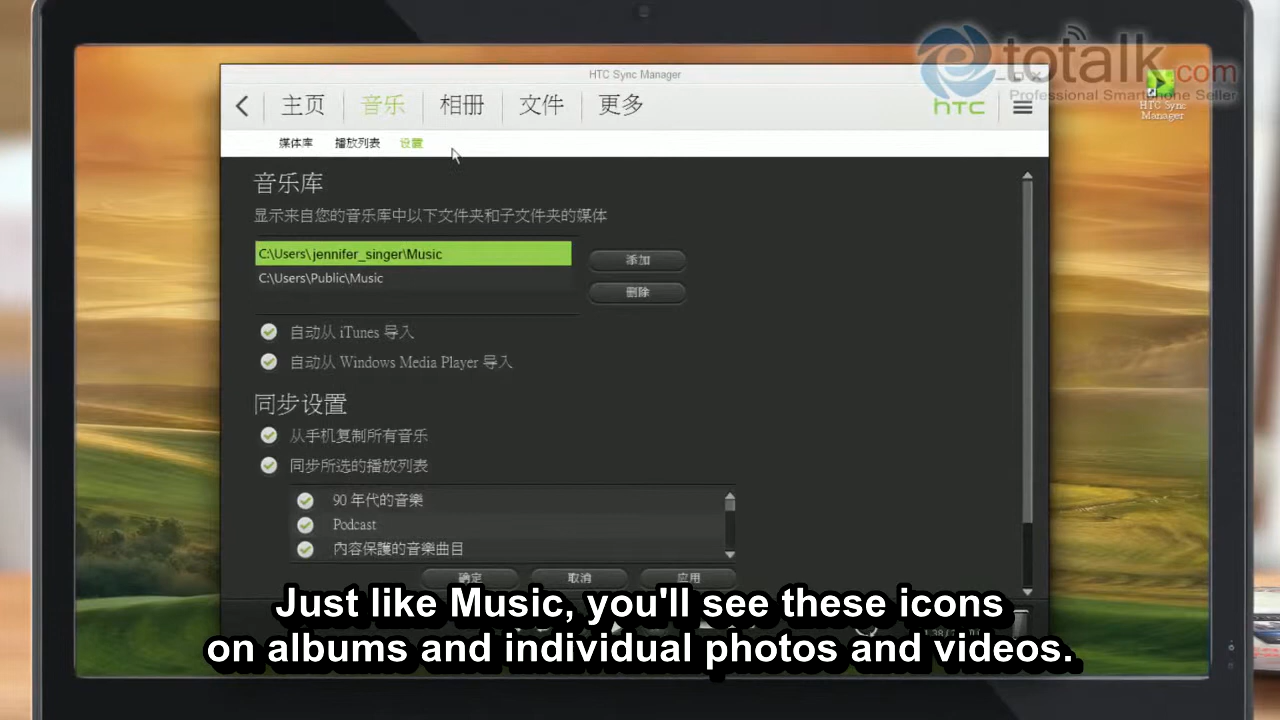 HTC Sync Manager
etotalk.com
Professional Smartphone Seller
主页 音乐 相册 文件 更多
htc
HTC Sync
Manager
媒体库 播放列表 设置
音乐库
显示来自您的音乐库中以下文件夹和子文件夹的媒体
C:\Users\jennifer_singer\Music
添加
C:\Users\Public\Music
删除
自动从 iTunes 导入
自动从 Windows Media Player 导入
同步设置
从手机复制所有音乐
同步所选的播放列表
90 年代的音樂
Podcast
內容保護的音樂曲目
确定 取消 应用
Just like Music, you'll see these icons
on albums and individual photos and videos.